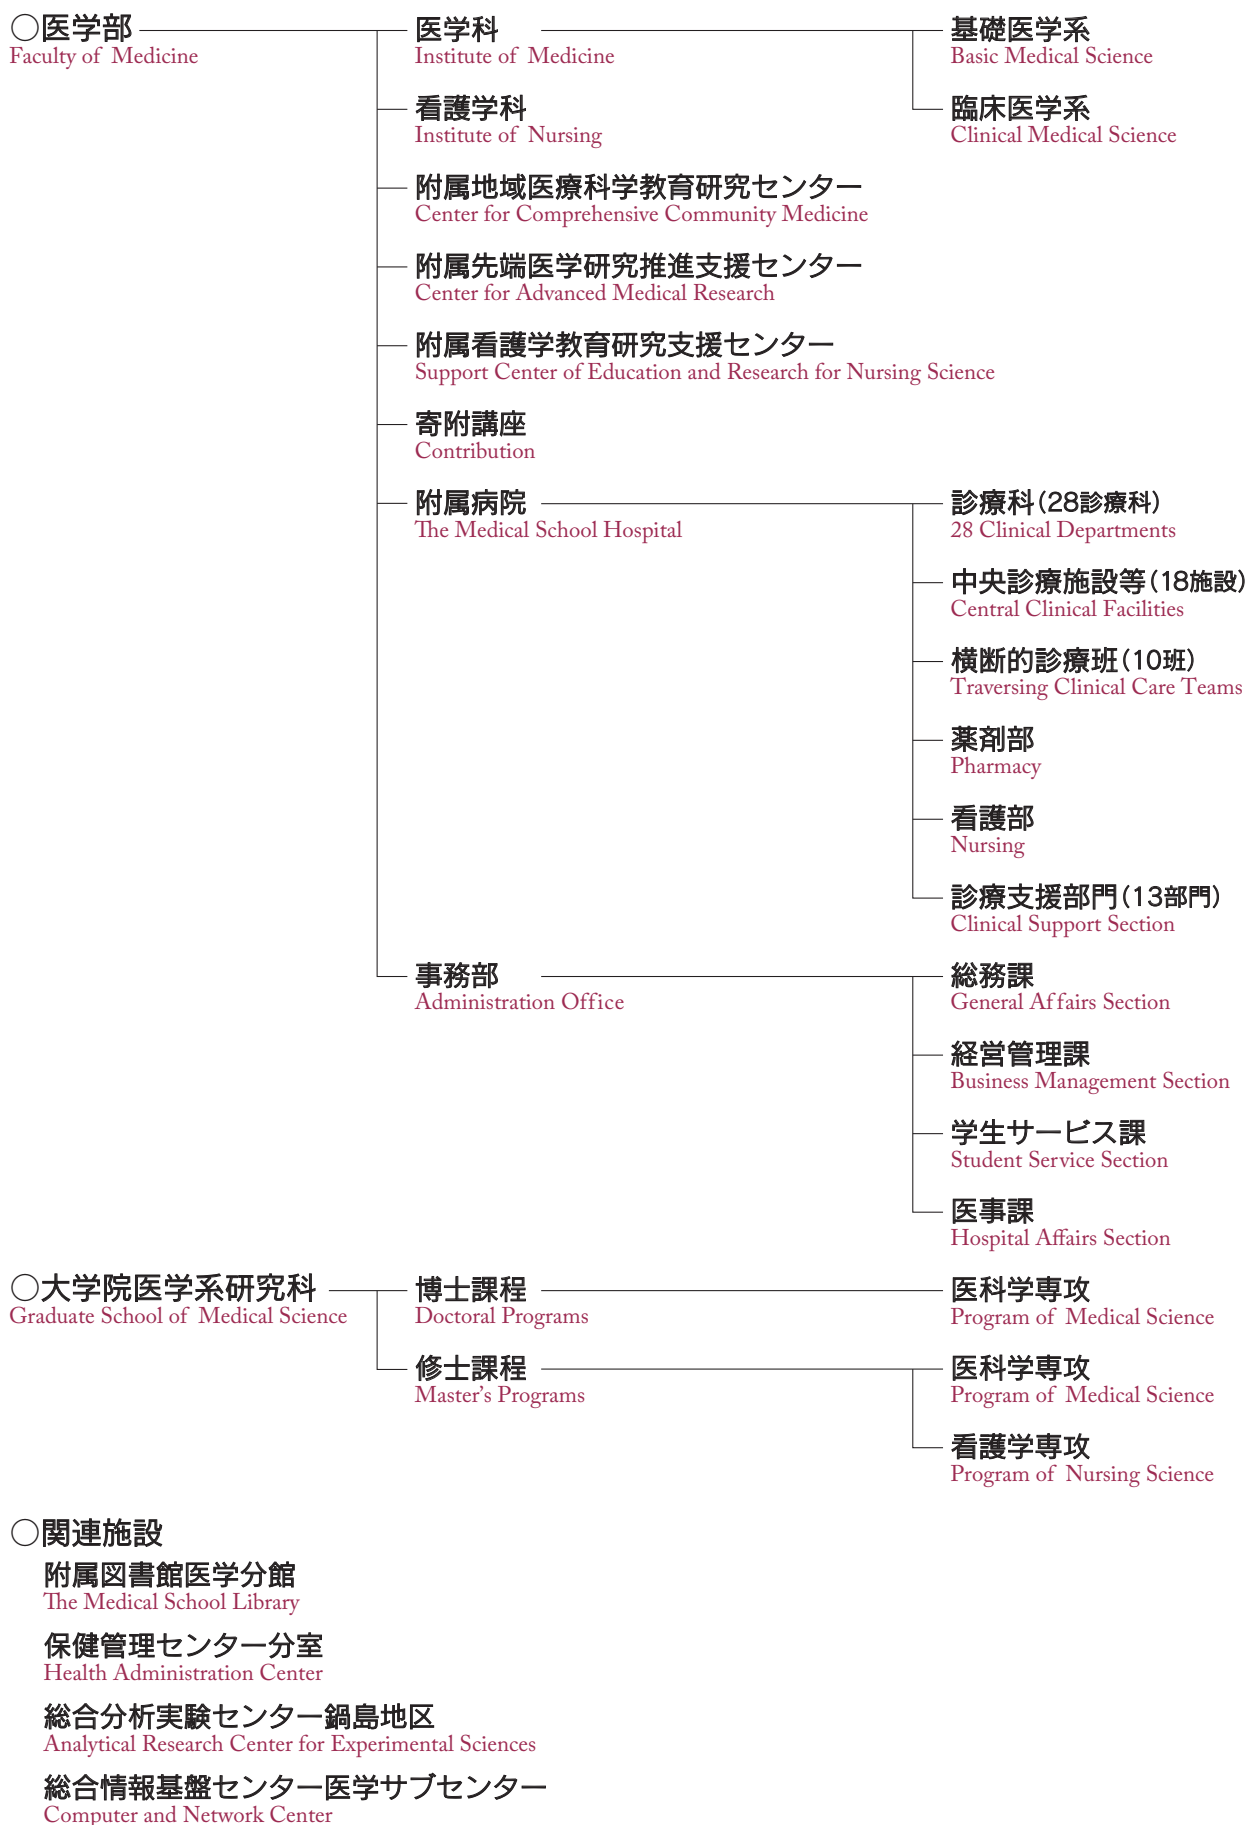 ○医学部
Faculty of Medicine
医学科
Institute of Medicine
基礎医学系
Basic Medical Science
臨床医学系
Clinical Medical Science
看護学科
Institute of Nursing
附属地域医療科学教育研究センター
Center for Comprehensive Community Medicine
附属先端医学研究推進支援センター
Center for Advanced Medical Research
附属看護学教育研究支援センター
Support Center of Education and Research for Nursing Science
寄附講座
Contribution
附属病院
The Medical School Hospital
診療科(28診療科)
28 Clinical Departments
中央診療施設等(18施設)
Central Clinical Facilities
横断的診療班(10班)
Traversing Clinical Care Teams
薬剤部
Pharmacy
看護部
Nursing
診療支援部門(13部門)
Clinical Support Section
事務部
Administration Office
総務課
General Affairs Section
経営管理課
Business Management Section
学生サービス課
Student Service Section
医事課
Hospital Affairs Section
○大学院医学系研究科
Graduate School of Medical Science
博士課程
Doctoral Programs
医科学専攻
Program of Medical Science
修士課程
Master's Programs
医科学専攻
Program of Medical Science
看護学専攻
Program of Nursing Science
○関連施設
附属図書館医学分館
The Medical School Library
保健管理センター分室
Health Administration Center
総合分析実験センター鍋島地区
Analytical Research Center for Experimental Sciences
総合情報基盤センター医学サブセンター
Computer and Network Center